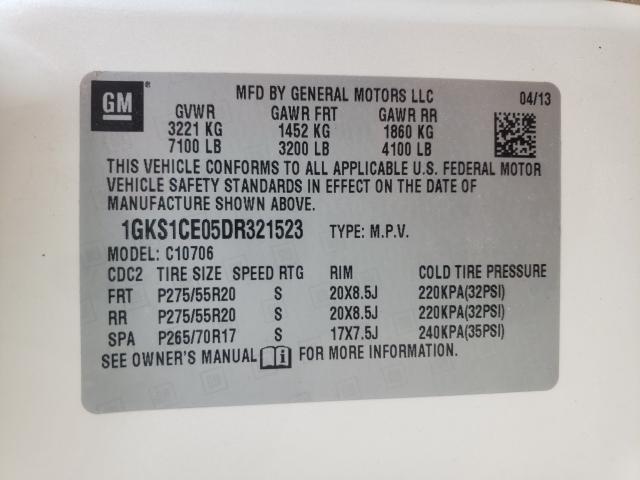 GM
MFD BY GENERAL MOTORS LLC 04/13
GVWR GAWR FRT GAWR RR
3221 KG 1452 KG 1860 KG
7100 LB 3200 LB 4100 LB
THIS VEHICLE CONFORMS TO ALL APPLICABLE U.S. FEDERAL MOTOR
VEHICLE SAFETY STANDARDS IN EFFECT ON THE DATE OF
MANUFACTURE SHOWN ABOVE.
1GKS1CE05DR321523 TYPE: M.P.V.
MODEL: C10706
CDC2 TIRE SIZE SPEED RTG RIM COLD TIRE PRESSURE
FRT P275/55R20 S 20X8.5J 220KPA(32PSI)
RR P275/55R20 S 20X8.5J 220KPA(32PSI)
SPA P265/70R17 S 17X7.5J 240KPA(35PSI)
SEE OWNER'S MANUAL i FOR MORE INFORMATION.